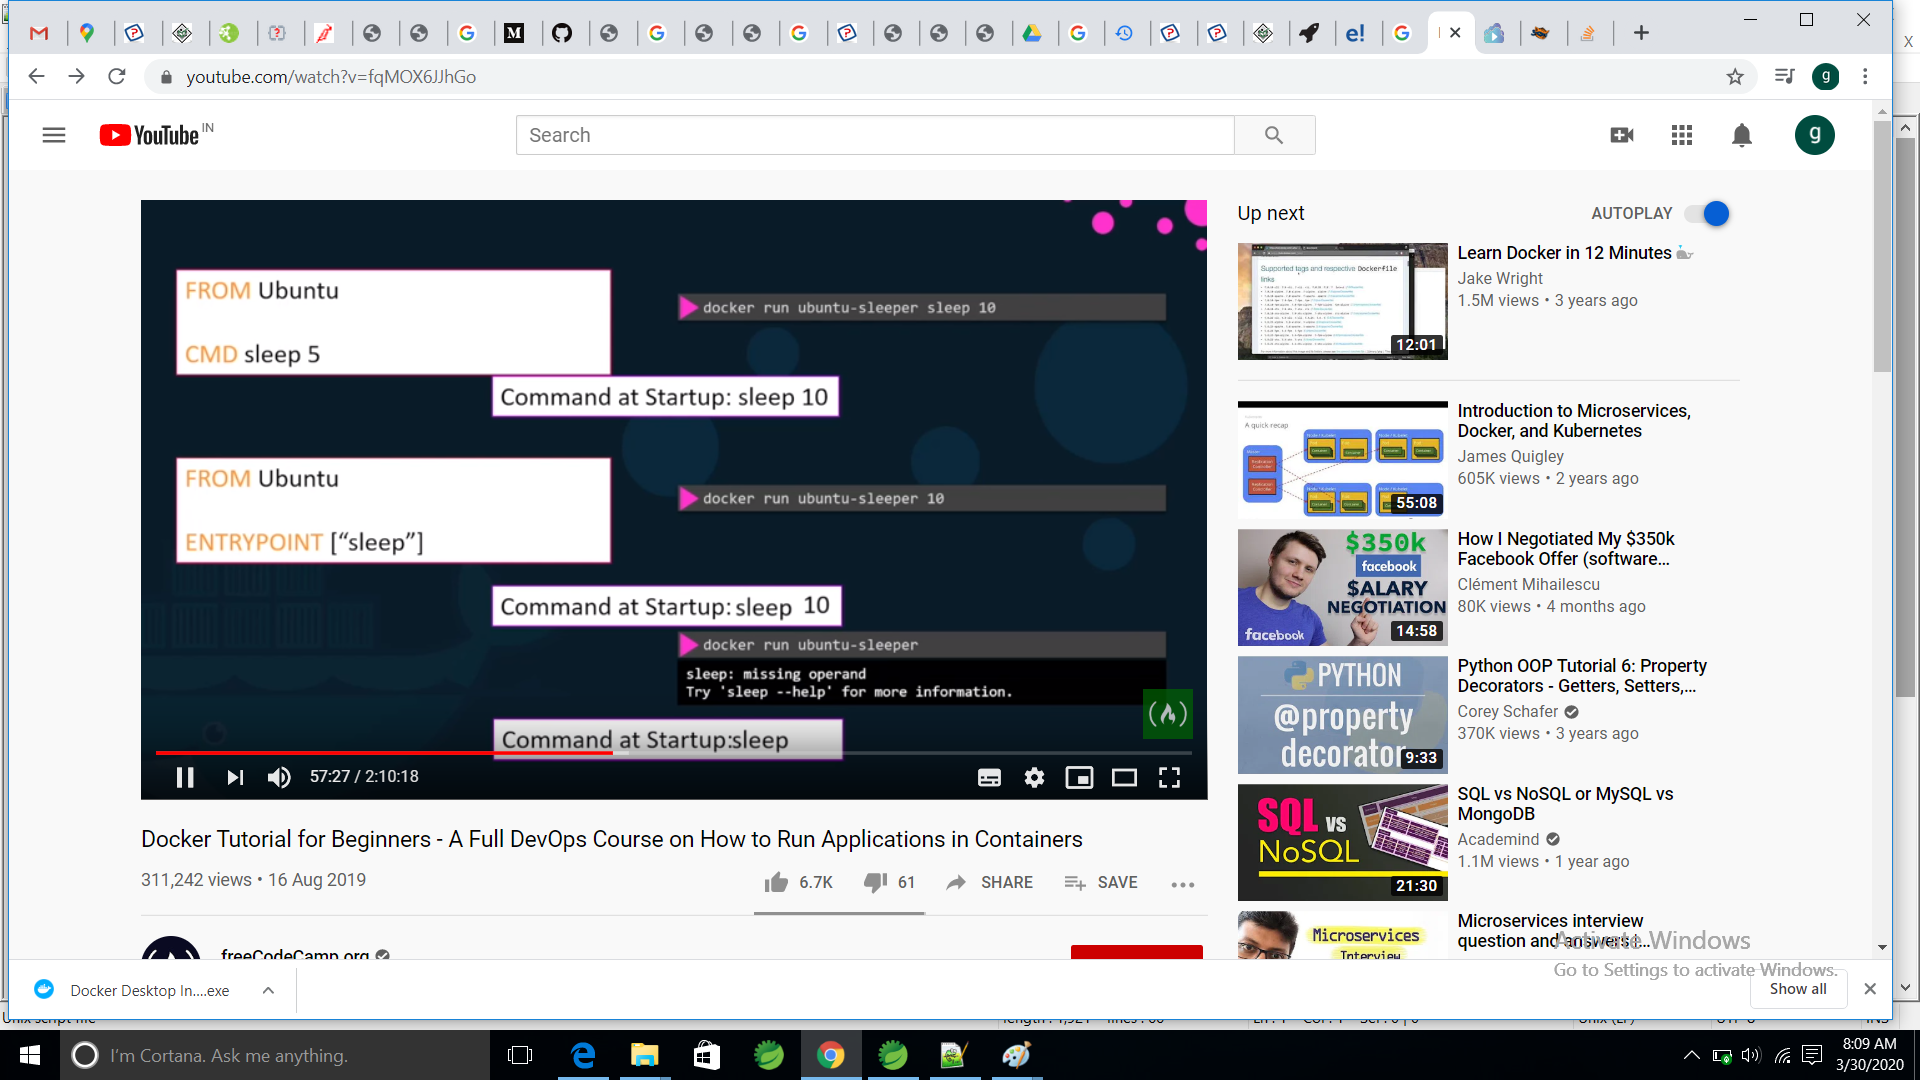 youtube.com/watch?v=fqMOX6JJhGo
YouTube IN
Search
g
FROM Ubuntu
CMD sleep 5
docker run ubuntu-sleeper sleep 10
Command at Startup: sleep 10
FROM Ubuntu
ENTRYPOINT [“sleep”]
docker run ubuntu-sleeper 10
Command at Startup: sleep 10
docker run ubuntu-sleeper
sleep: missing operand
Try 'sleep --help' for more information.
Command at Startup:sleep
57:27 / 2:10:18
Docker Tutorial for Beginners - A Full DevOps Course on How to Run Applications in Containers
311,242 views • 16 Aug 2019
6.7K
61
SHARE
SAVE
freeCodeCamp.org
Up next
AUTOPLAY
Supported tags and respective Dockerfile
links
12:01
Learn Docker in 12 Minutes
Jake Wright
1.5M views • 3 years ago
A quick recap
55:08
Introduction to Microservices,
Docker, and Kubernetes
James Quigley
605K views • 2 years ago
$350k
facebook
$ALARY
NEGOTIATION
facebook
14:58
How I Negotiated My $350k
Facebook Offer (software...
Clément Mihailescu
80K views • 4 months ago
PYTHON
@property
decorator
9:33
Python OOP Tutorial 6: Property
Decorators - Getters, Setters,...
Corey Schafer
370K views • 3 years ago
SQL vs
NoSQL
21:30
SQL vs NoSQL or MySQL vs
MongoDB
Academind
1.1M views • 1 year ago
Microservices
Interview
Microservices interview
question and answers |...
Activate Windows
Go to Settings to activate Windows.
Docker Desktop In....exe
Show all
I'm Cortana. Ask me anything.
8:09 AM
3/30/2020